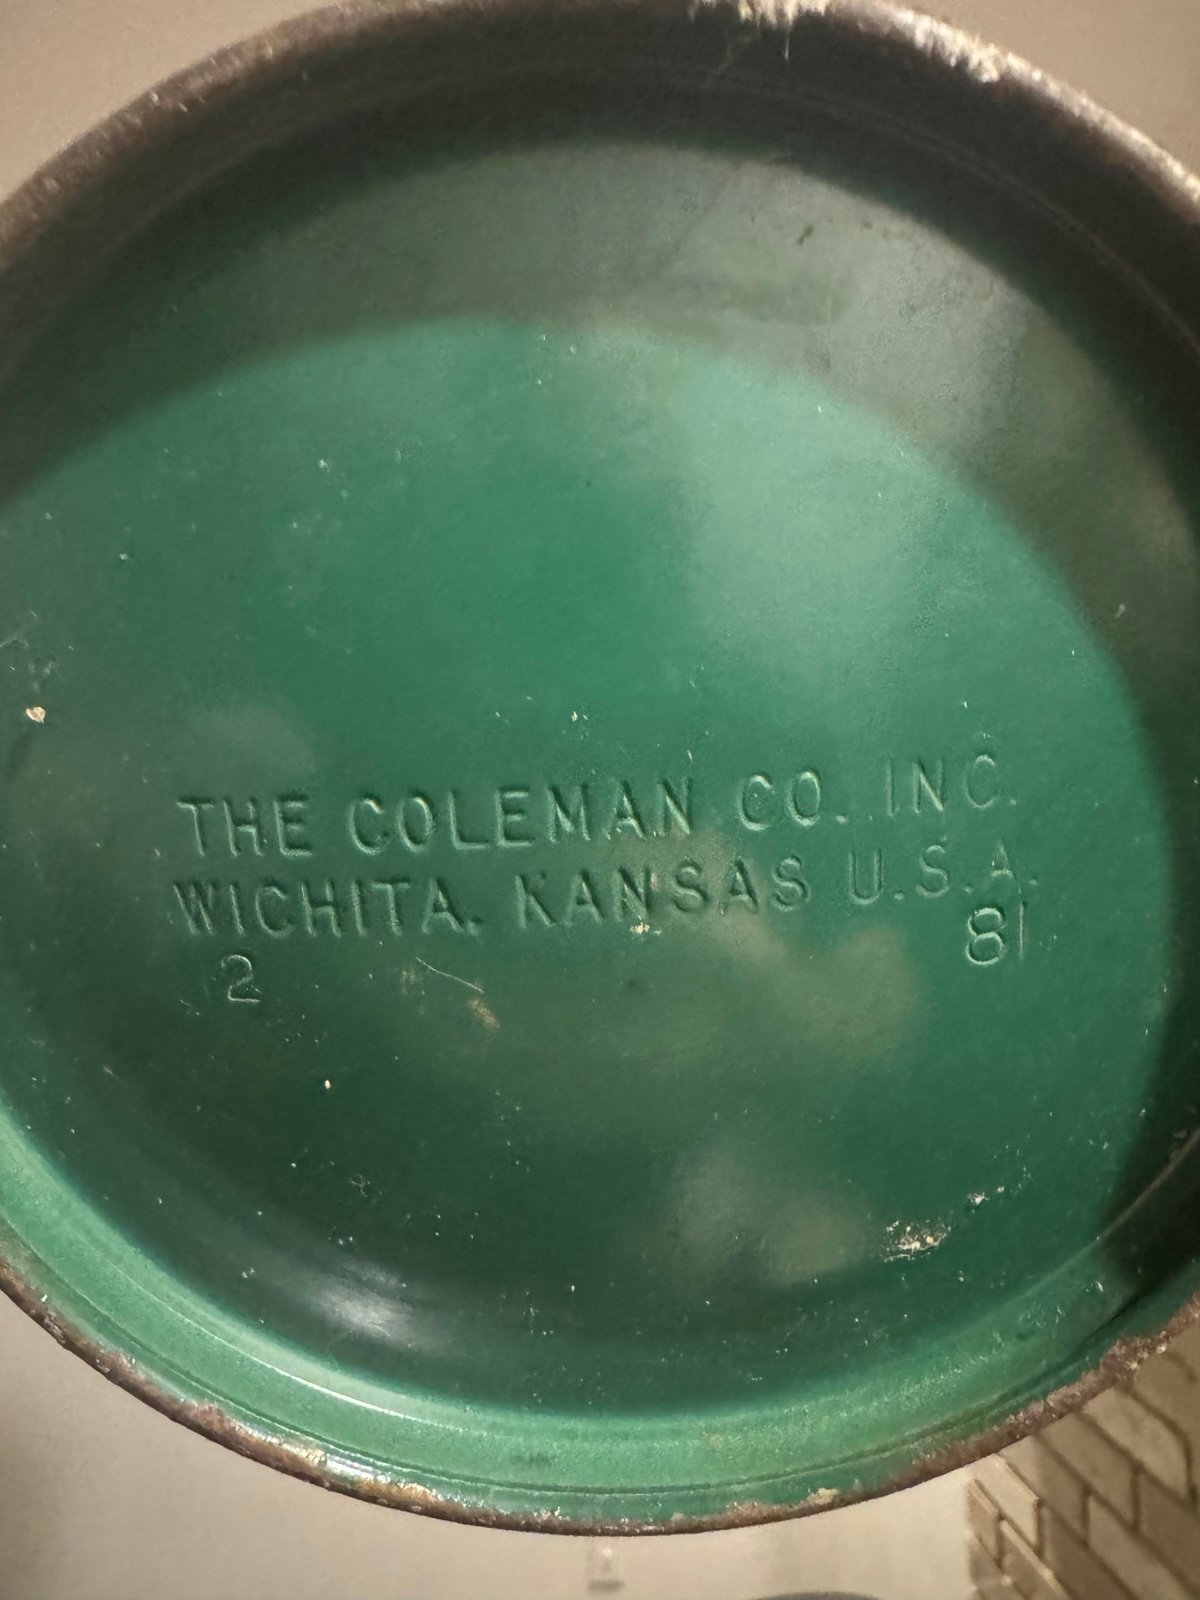 THE COLEMAN CO. INC.
WICHITA. KANSAS U.S.A.
2 81